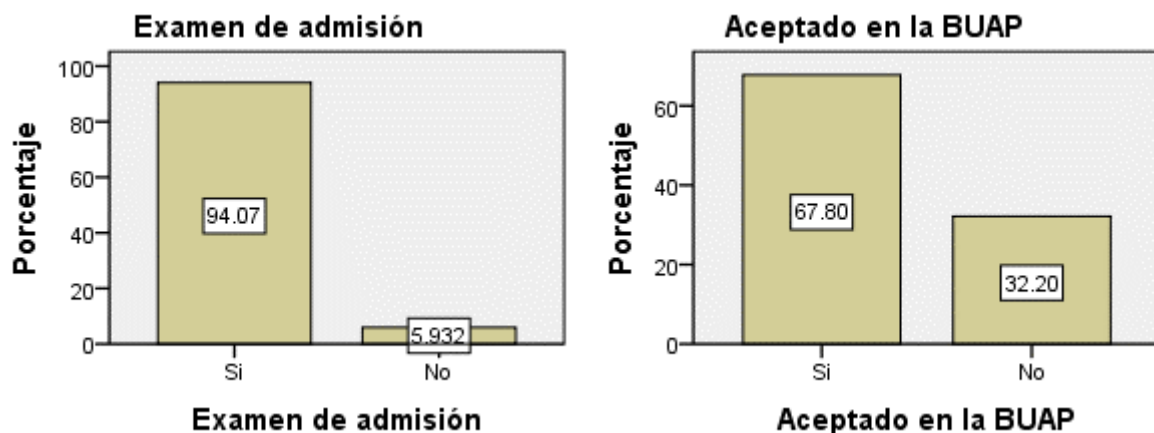 Examen de admisión
Porcentaje
100
80
60
40
20
0
94.07
5.932
Si
No
Examen de admisión
Aceptado en la BUAP
Porcentaje
60
40
20
0
67.80
32.20
Si
No
Aceptado en la BUAP